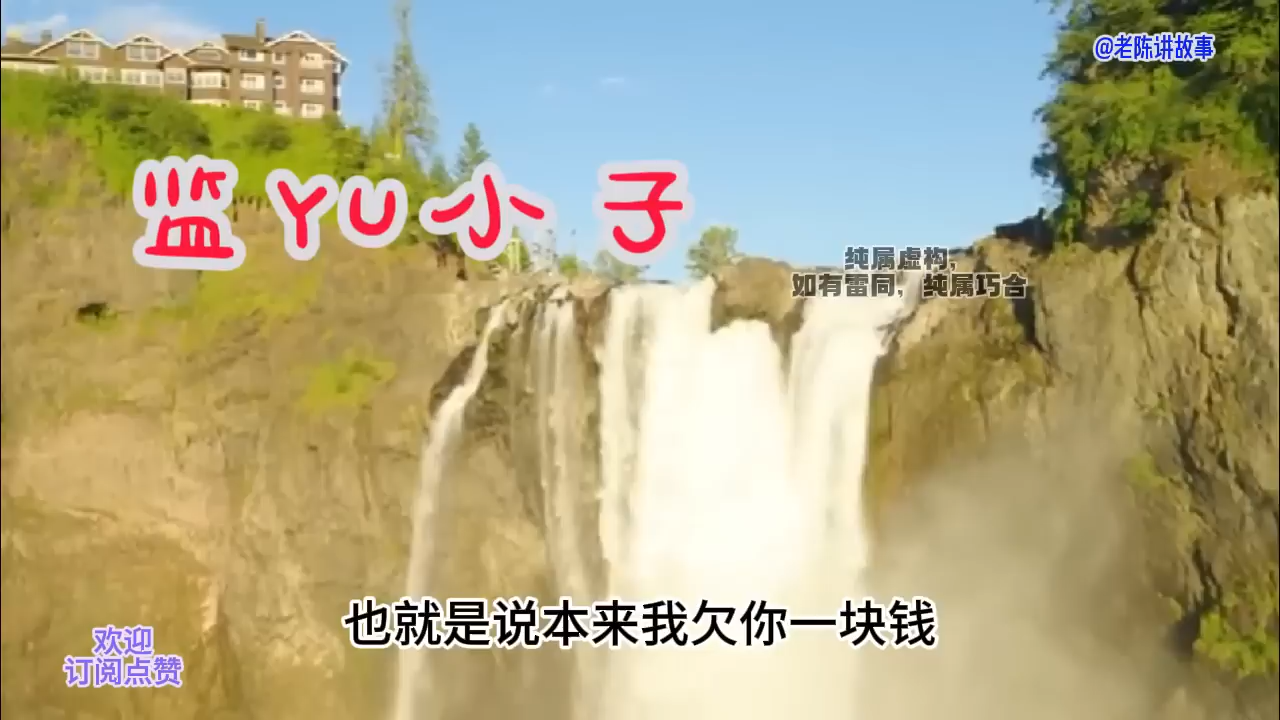 @老陈讲故事
监YU小子
纯属虚构，
如有雷同，纯属巧合
也就是说本来我欠你一块钱
欢迎
订阅点赞